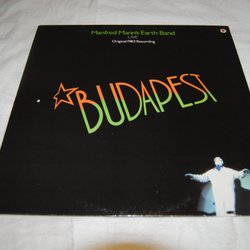 Manfred Mann's Earth Band
LIVE
Original 1983 Recording
BUDAPEST